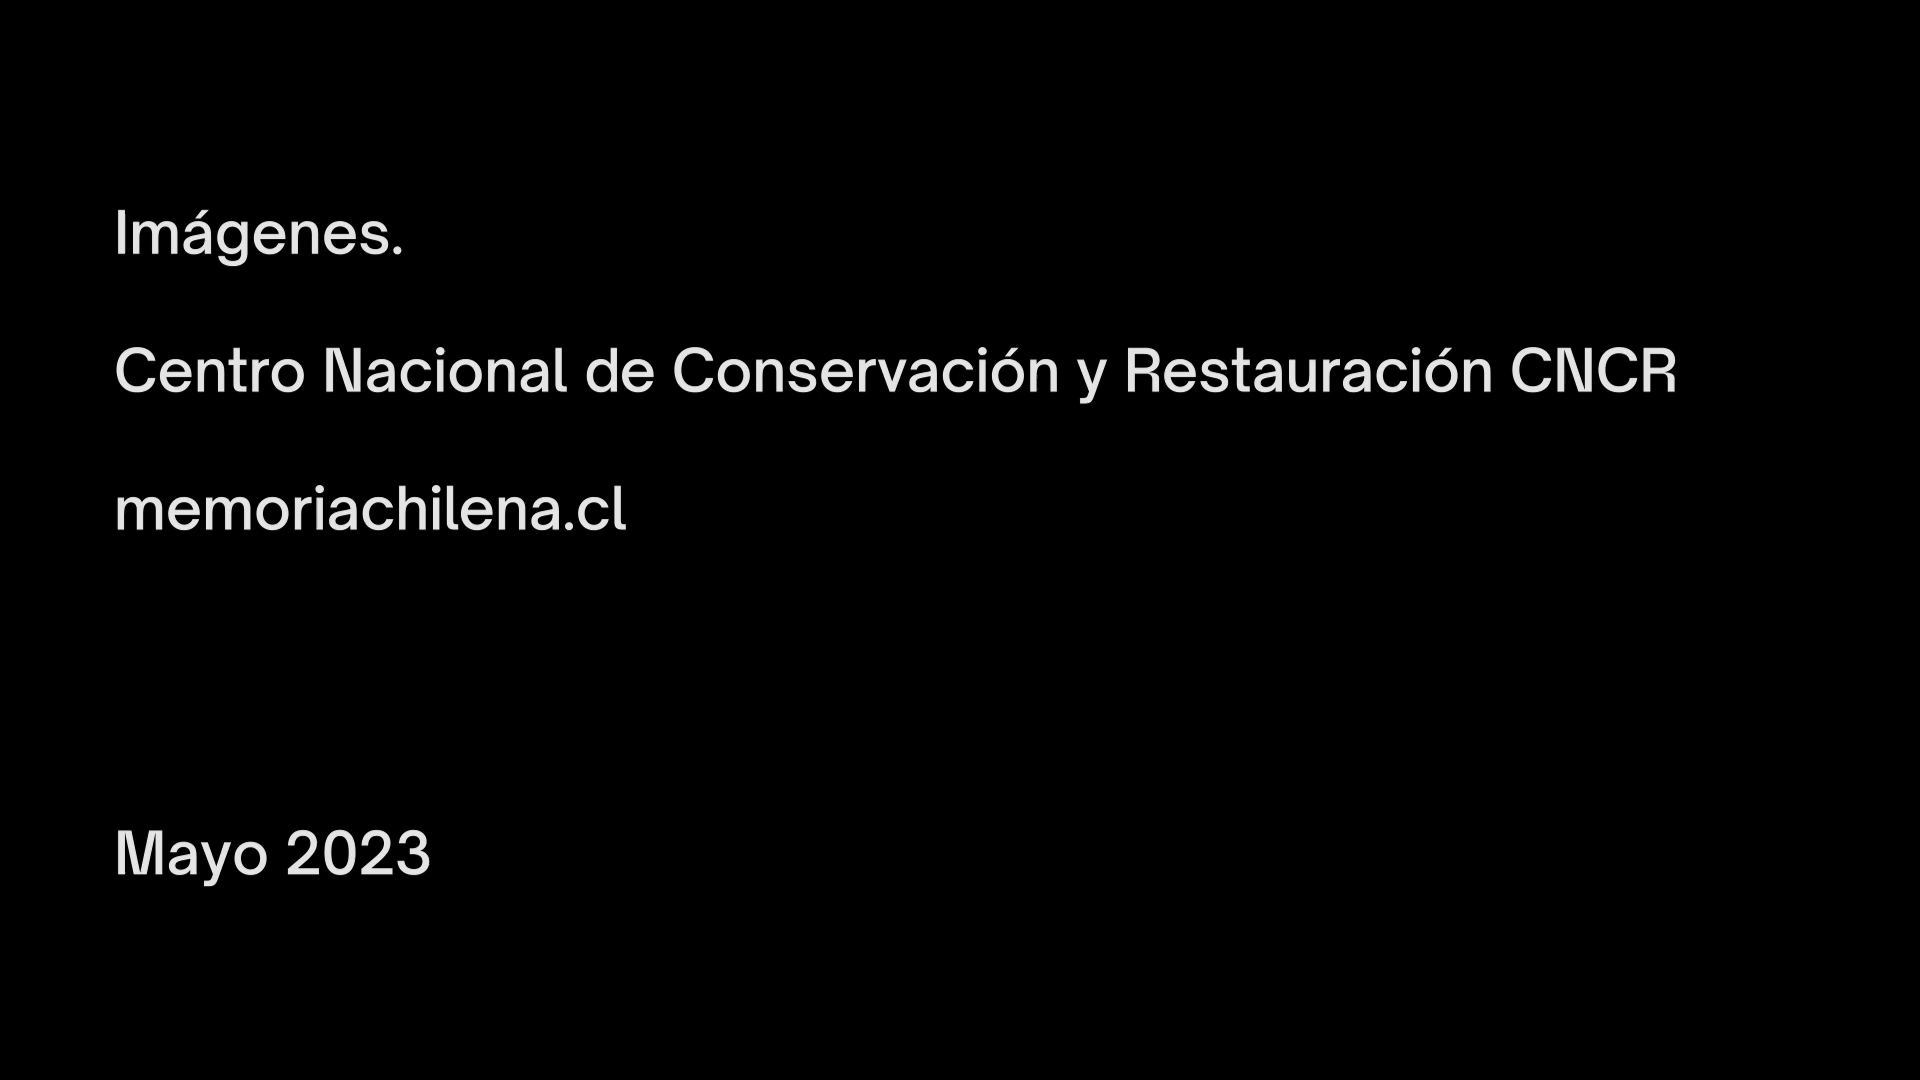 Imágenes.
Centro Nacional de Conservación y Restauración CNCR
memoriachilena.cl
Mayo 2023